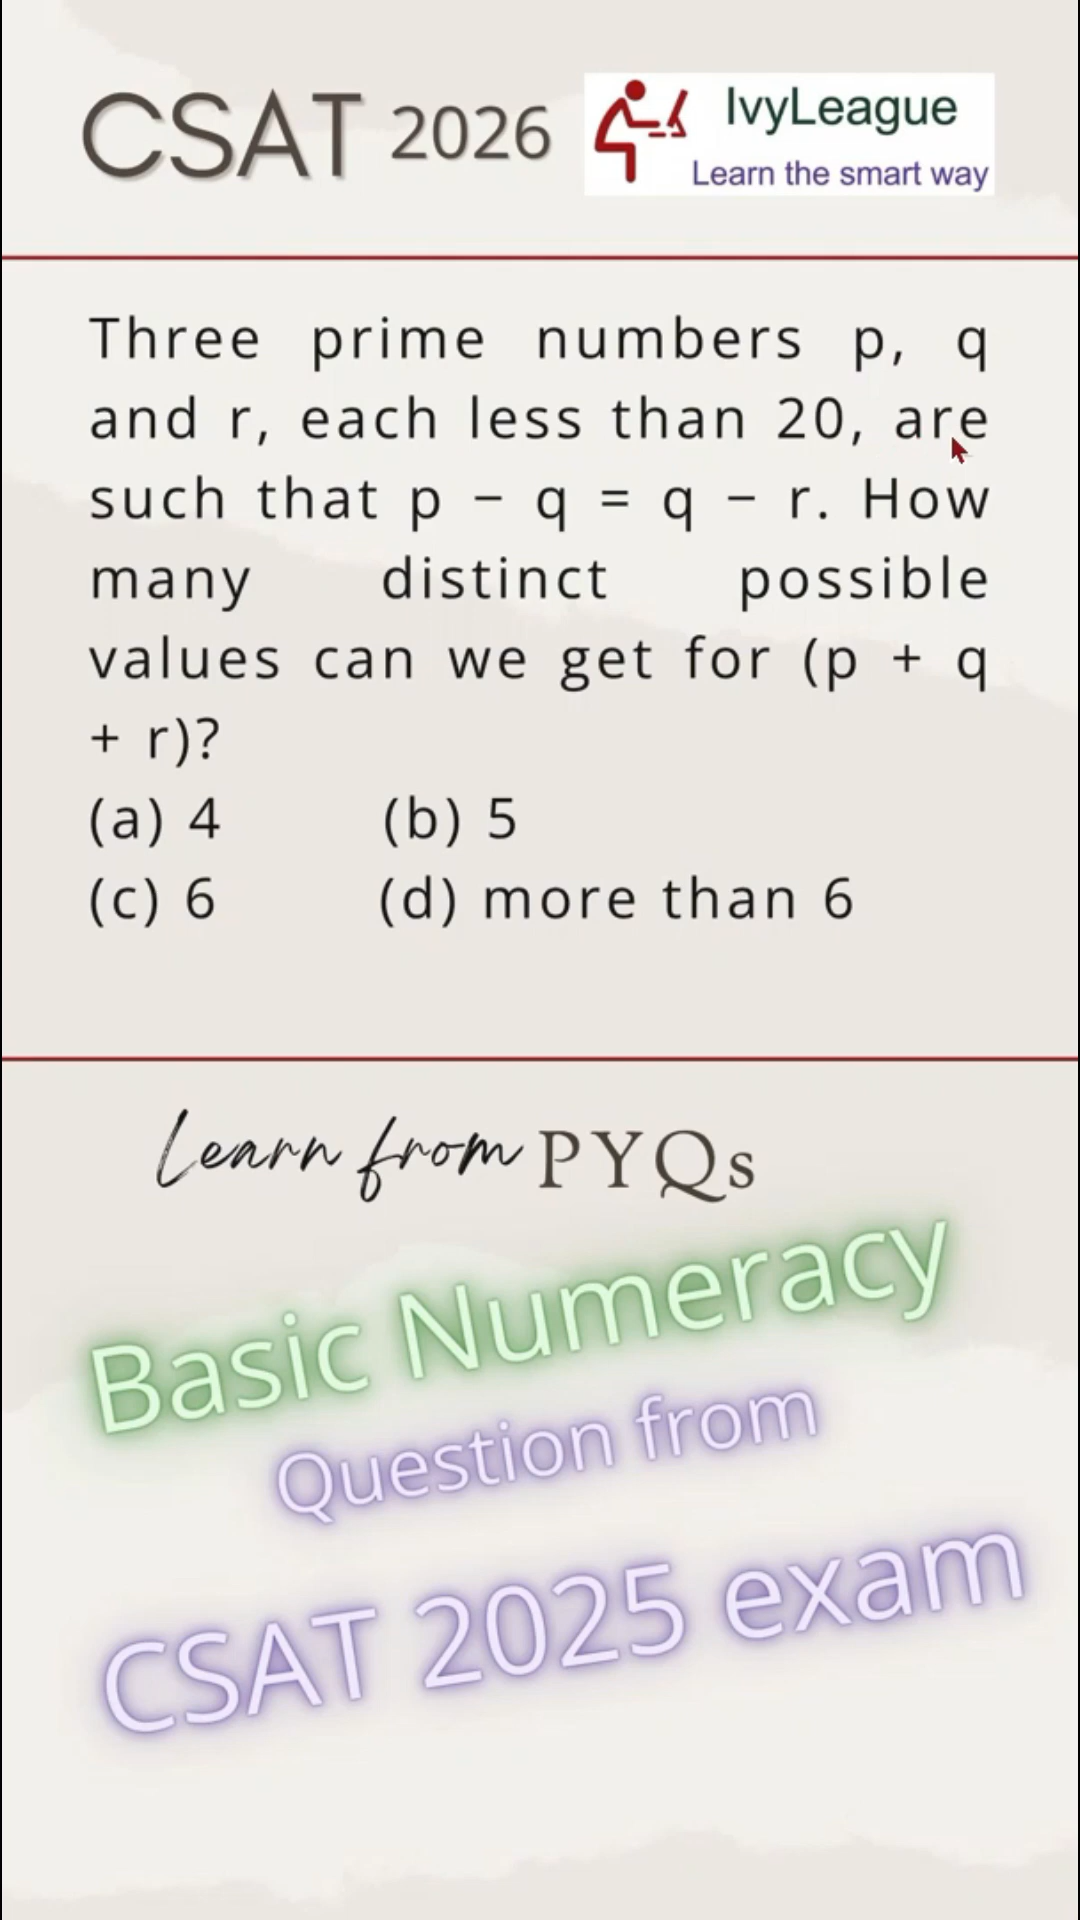 CSAT 2026
IvyLeague
Learn the smart way
Three prime numbers p, q
and r, each less than 20, are
such that p − q = q − r. How
many distinct possible
values can we get for (p + q
+ r)?
(a) 4 (b) 5
(c) 6 (d) more than 6
Learn from PYQs
Basic Numeracy
Question from
CSAT 2025 exam